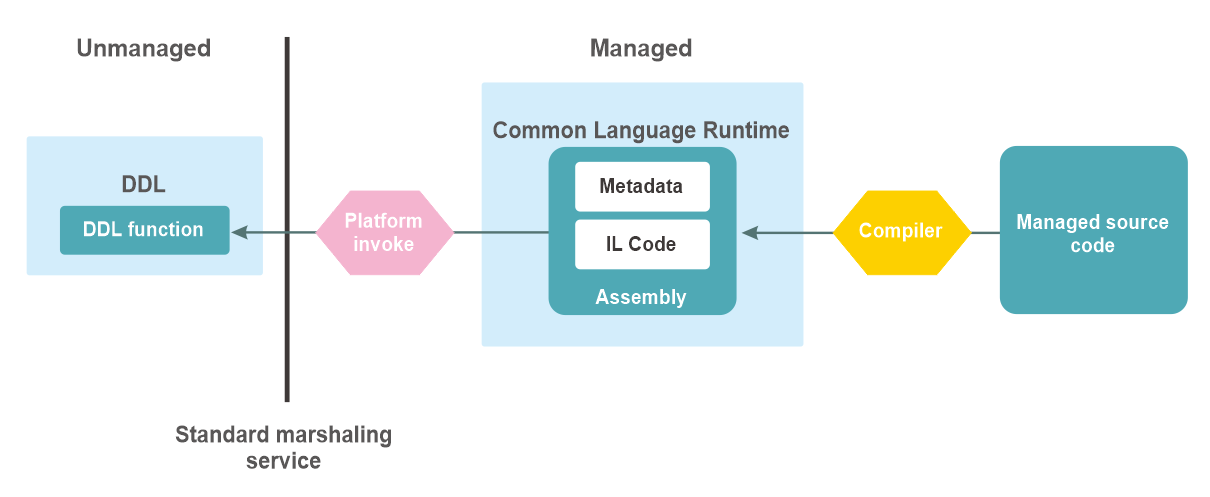 Unmanaged
Managed
DDL
DDL function
Platform
invoke
Common Language Runtime
Metadata
IL Code
Assembly
Compiler
Managed source
code
Standard marshaling
service